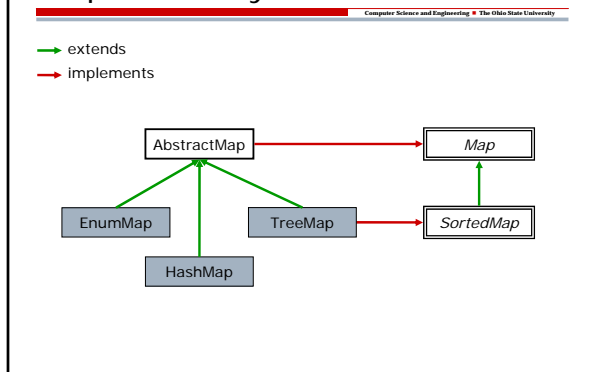 Computer Science and Engineering ■ The Ohio State University
extends
implements
AbstractMap
Map
EnumMap
TreeMap
SortedMap
HashMap